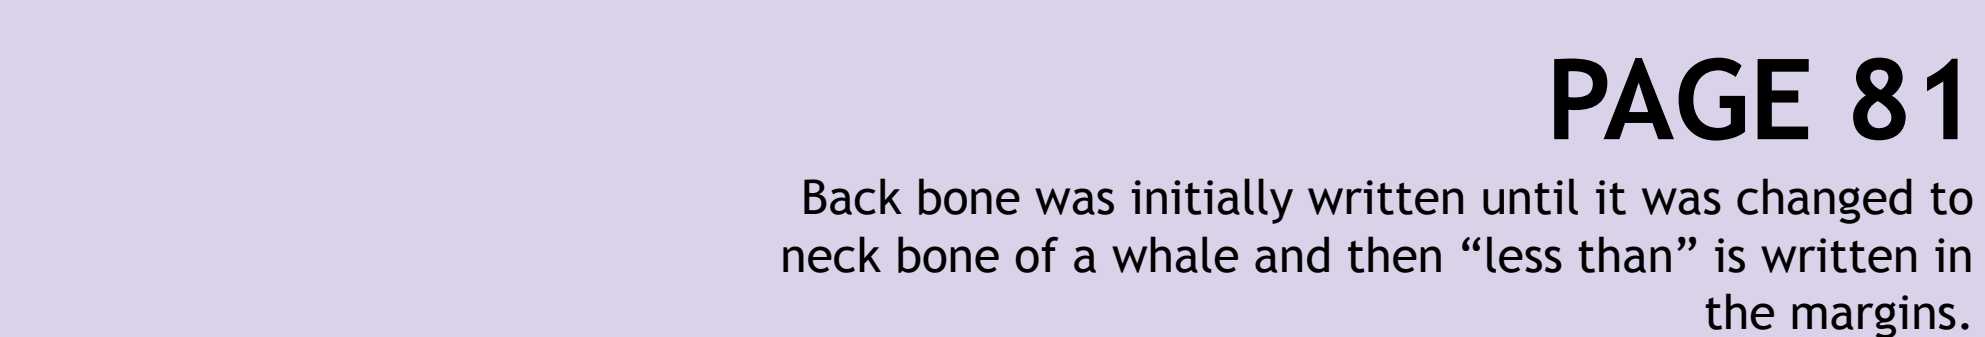 PAGE 81
Back bone was initially written until it was changed to
neck bone of a whale and then “less than” is written in
the margins.